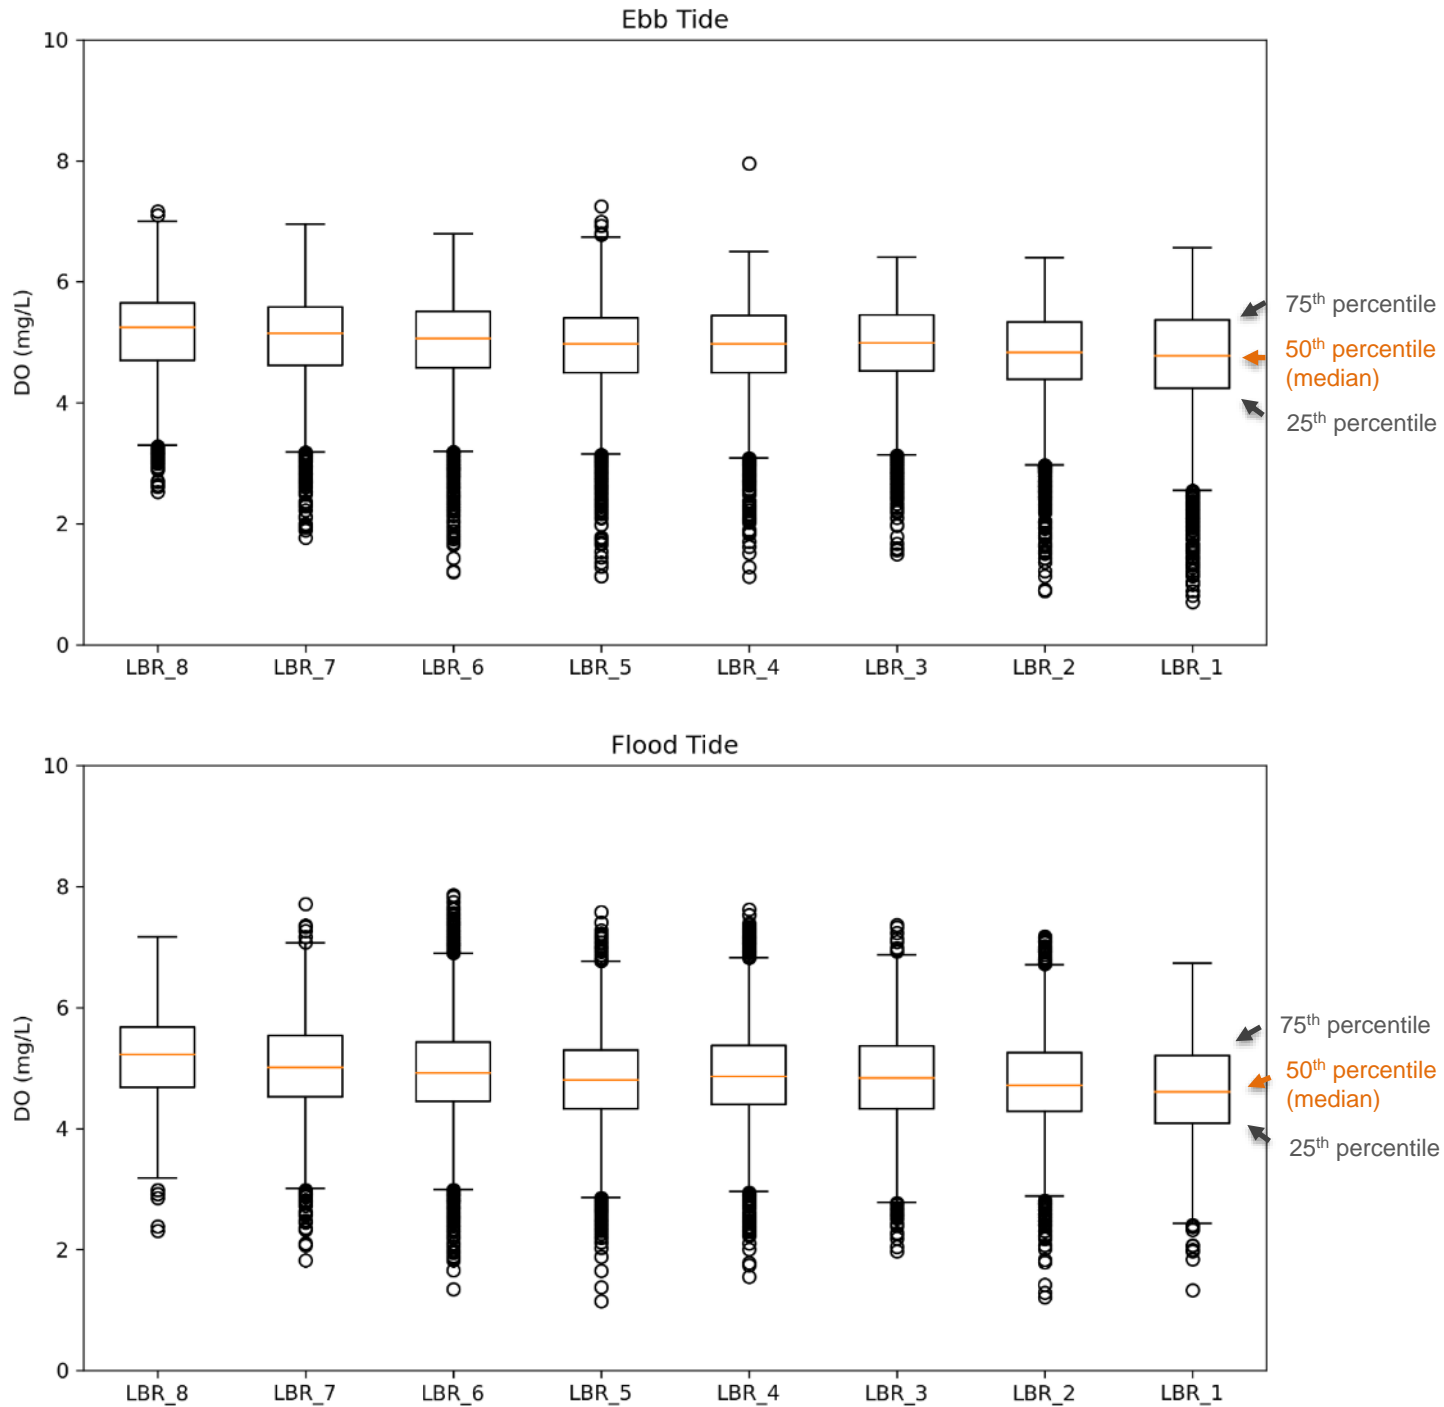 Ebb Tide
10
8
6
4
2
0
DO (mg/L)
75th percentile
50th percentile
(median)
25th percentile
LBR_8 LBR_7 LBR_6 LBR_5 LBR_4 LBR_3 LBR_2 LBR_1
Flood Tide
10
8
6
4
2
0
DO (mg/L)
75th percentile
50th percentile
(median)
25th percentile
LBR_8 LBR_7 LBR_6 LBR_5 LBR_4 LBR_3 LBR_2 LBR_1